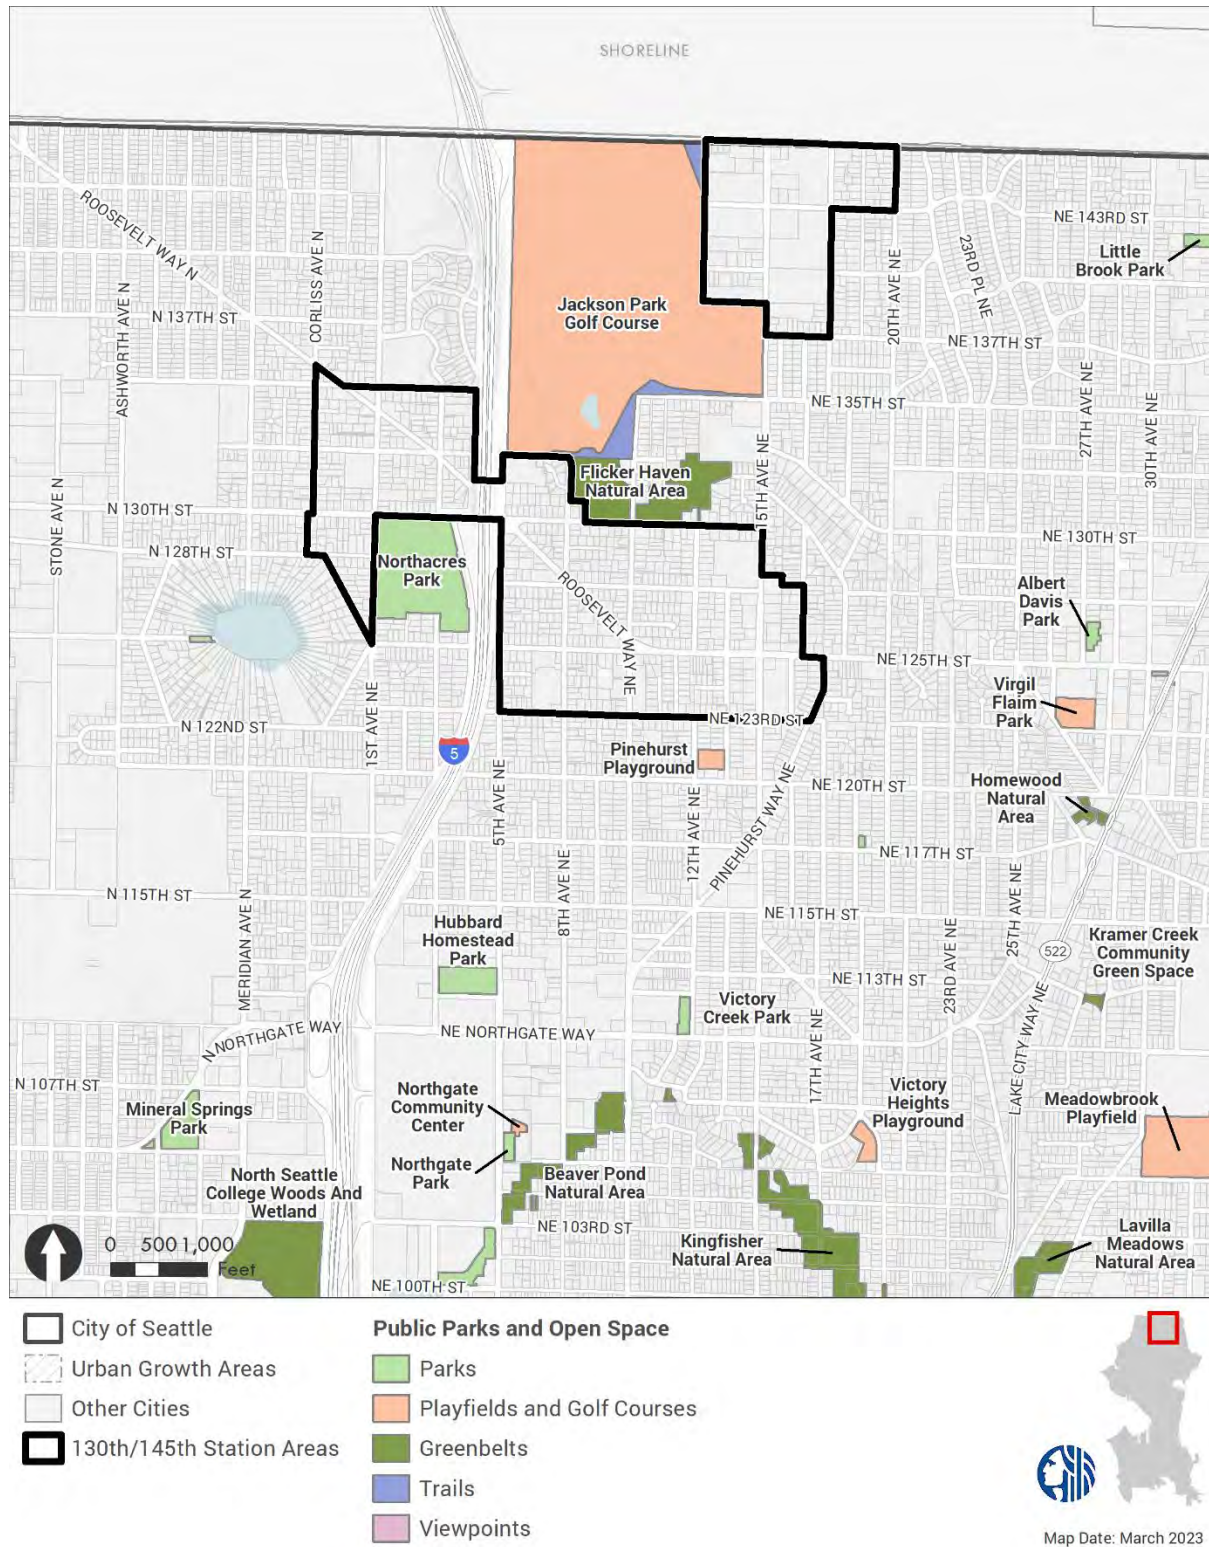 SHORELINE
ROOSEVELT WAY N
CORLISS AVE N
ASHWORTH AVE N
N 137TH ST
NE 143RD ST
Little
Brook Park
23RD PL NE
20TH AVE NE
Jackson Park
Golf Course
NE 137TH ST
NE 135TH ST
27TH AVE NE
30TH AVE NE
15TH AVE NE
Flicker Haven
Natural Area
STONE AVE N
N 130TH ST
N 128TH ST
NE 130TH ST
Northacres
Park
ROOSEVELT WAY NE
Albert
Davis
Park
NE 125TH ST
Virgil
Flaim
Park
N 122ND ST
1ST AVE NE
NE 123RD ST
5
Pinehurst
Playground
5TH AVE NE
12TH AVE NE
PINEHURST WAY NE
NE 120TH ST
Homewood
Natural
Area
NE 117TH ST
N 115TH ST
8TH AVE NE
NE 115TH ST
25TH AVE NE
MERIDIAN AVE N
Hubbard
Homestead
Park
23RD AVE NE
522
Kramer Creek
Community
Green Space
NE 113TH ST
Victory
Creek Park
N NORTHGATE WAY
NE NORTHGATE WAY
17TH AVE NE
LAKE CITY WAY NE
N 107TH ST
Mineral Springs
Park
Northgate
Community
Center
Victory
Heights
Playground
Meadowbrook
Playfield
Northgate
Park
Beaver Pond
Natural Area
North Seattle
College Woods And
Wetland
NE 103RD ST
Kingfisher
Natural Area
Lavilla
Meadows
Natural Area
0 500 1,000
Feet
NE 100TH ST
City of Seattle
Urban Growth Areas
Other Cities
130th/145th Station Areas
Public Parks and Open Space
Parks
Playfields and Golf Courses
Greenbelts
Trails
Viewpoints
Map Date: March 2023